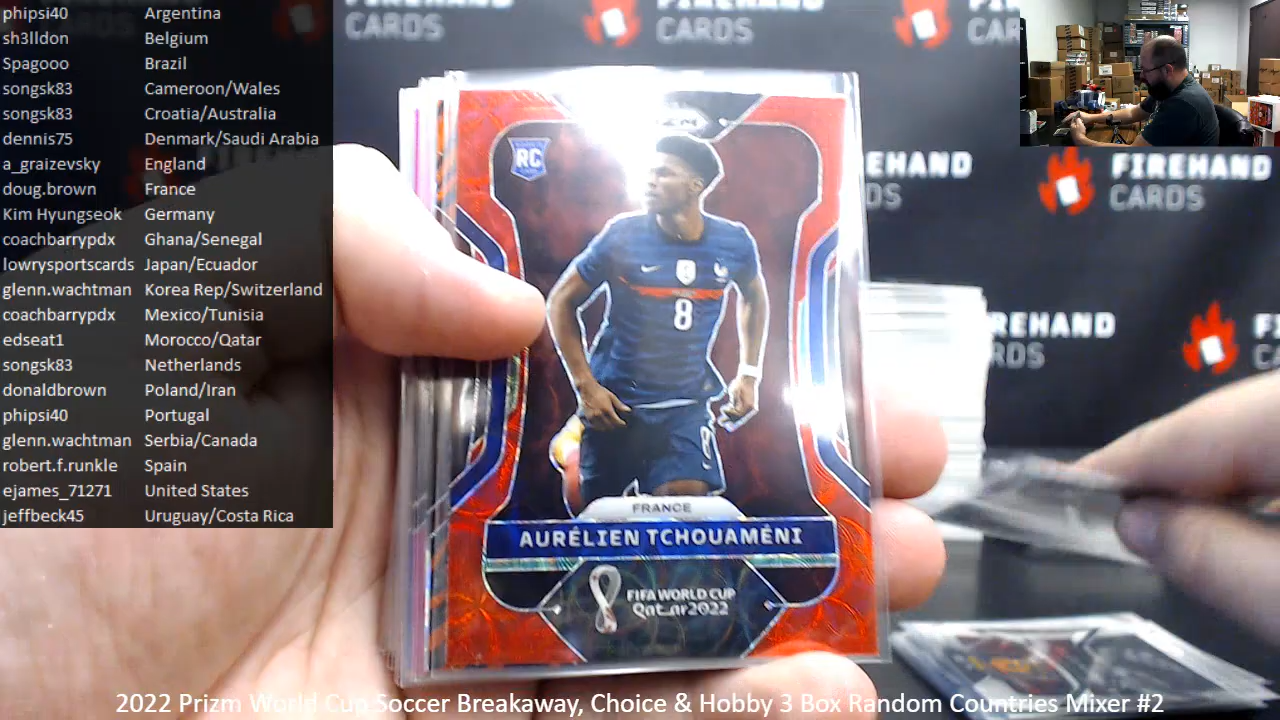 phipsi40 Argentina
sh3lldon Belgium
Spagooo Brazil
songsk83 Cameroon/Wales
songsk83 Croatia/Australia
dennis75 Denmark/Saudi Arabia
a_graizevsky England
doug.brown France
Kim Hyungseok Germany
coachbarrypdx Ghana/Senegal
lowrysportscards Japan/Ecuador
glenn.wachtman Korea Rep/Switzerland
coachbarrypdx Mexico/Tunisia
edseat1 Morocco/Qatar
songsk83 Netherlands
donaldbrown Poland/Iran
phipsi40 Portugal
glenn.wachtman Serbia/Canada
robert.f.runkle Spain
ejames_71271 United States
jeffbeck45 Uruguay/Costa Rica
CARDS
CARDS
FIREHAND
CARDS
RC
8
FRANCE
AURÉLIEN TCHOUAMÉNI
FIFA WORLD CUP
Qatar2022
2022 Prizm World Cup Soccer Breakaway, Choice & Hobby 3 Box Random Countries Mixer #2